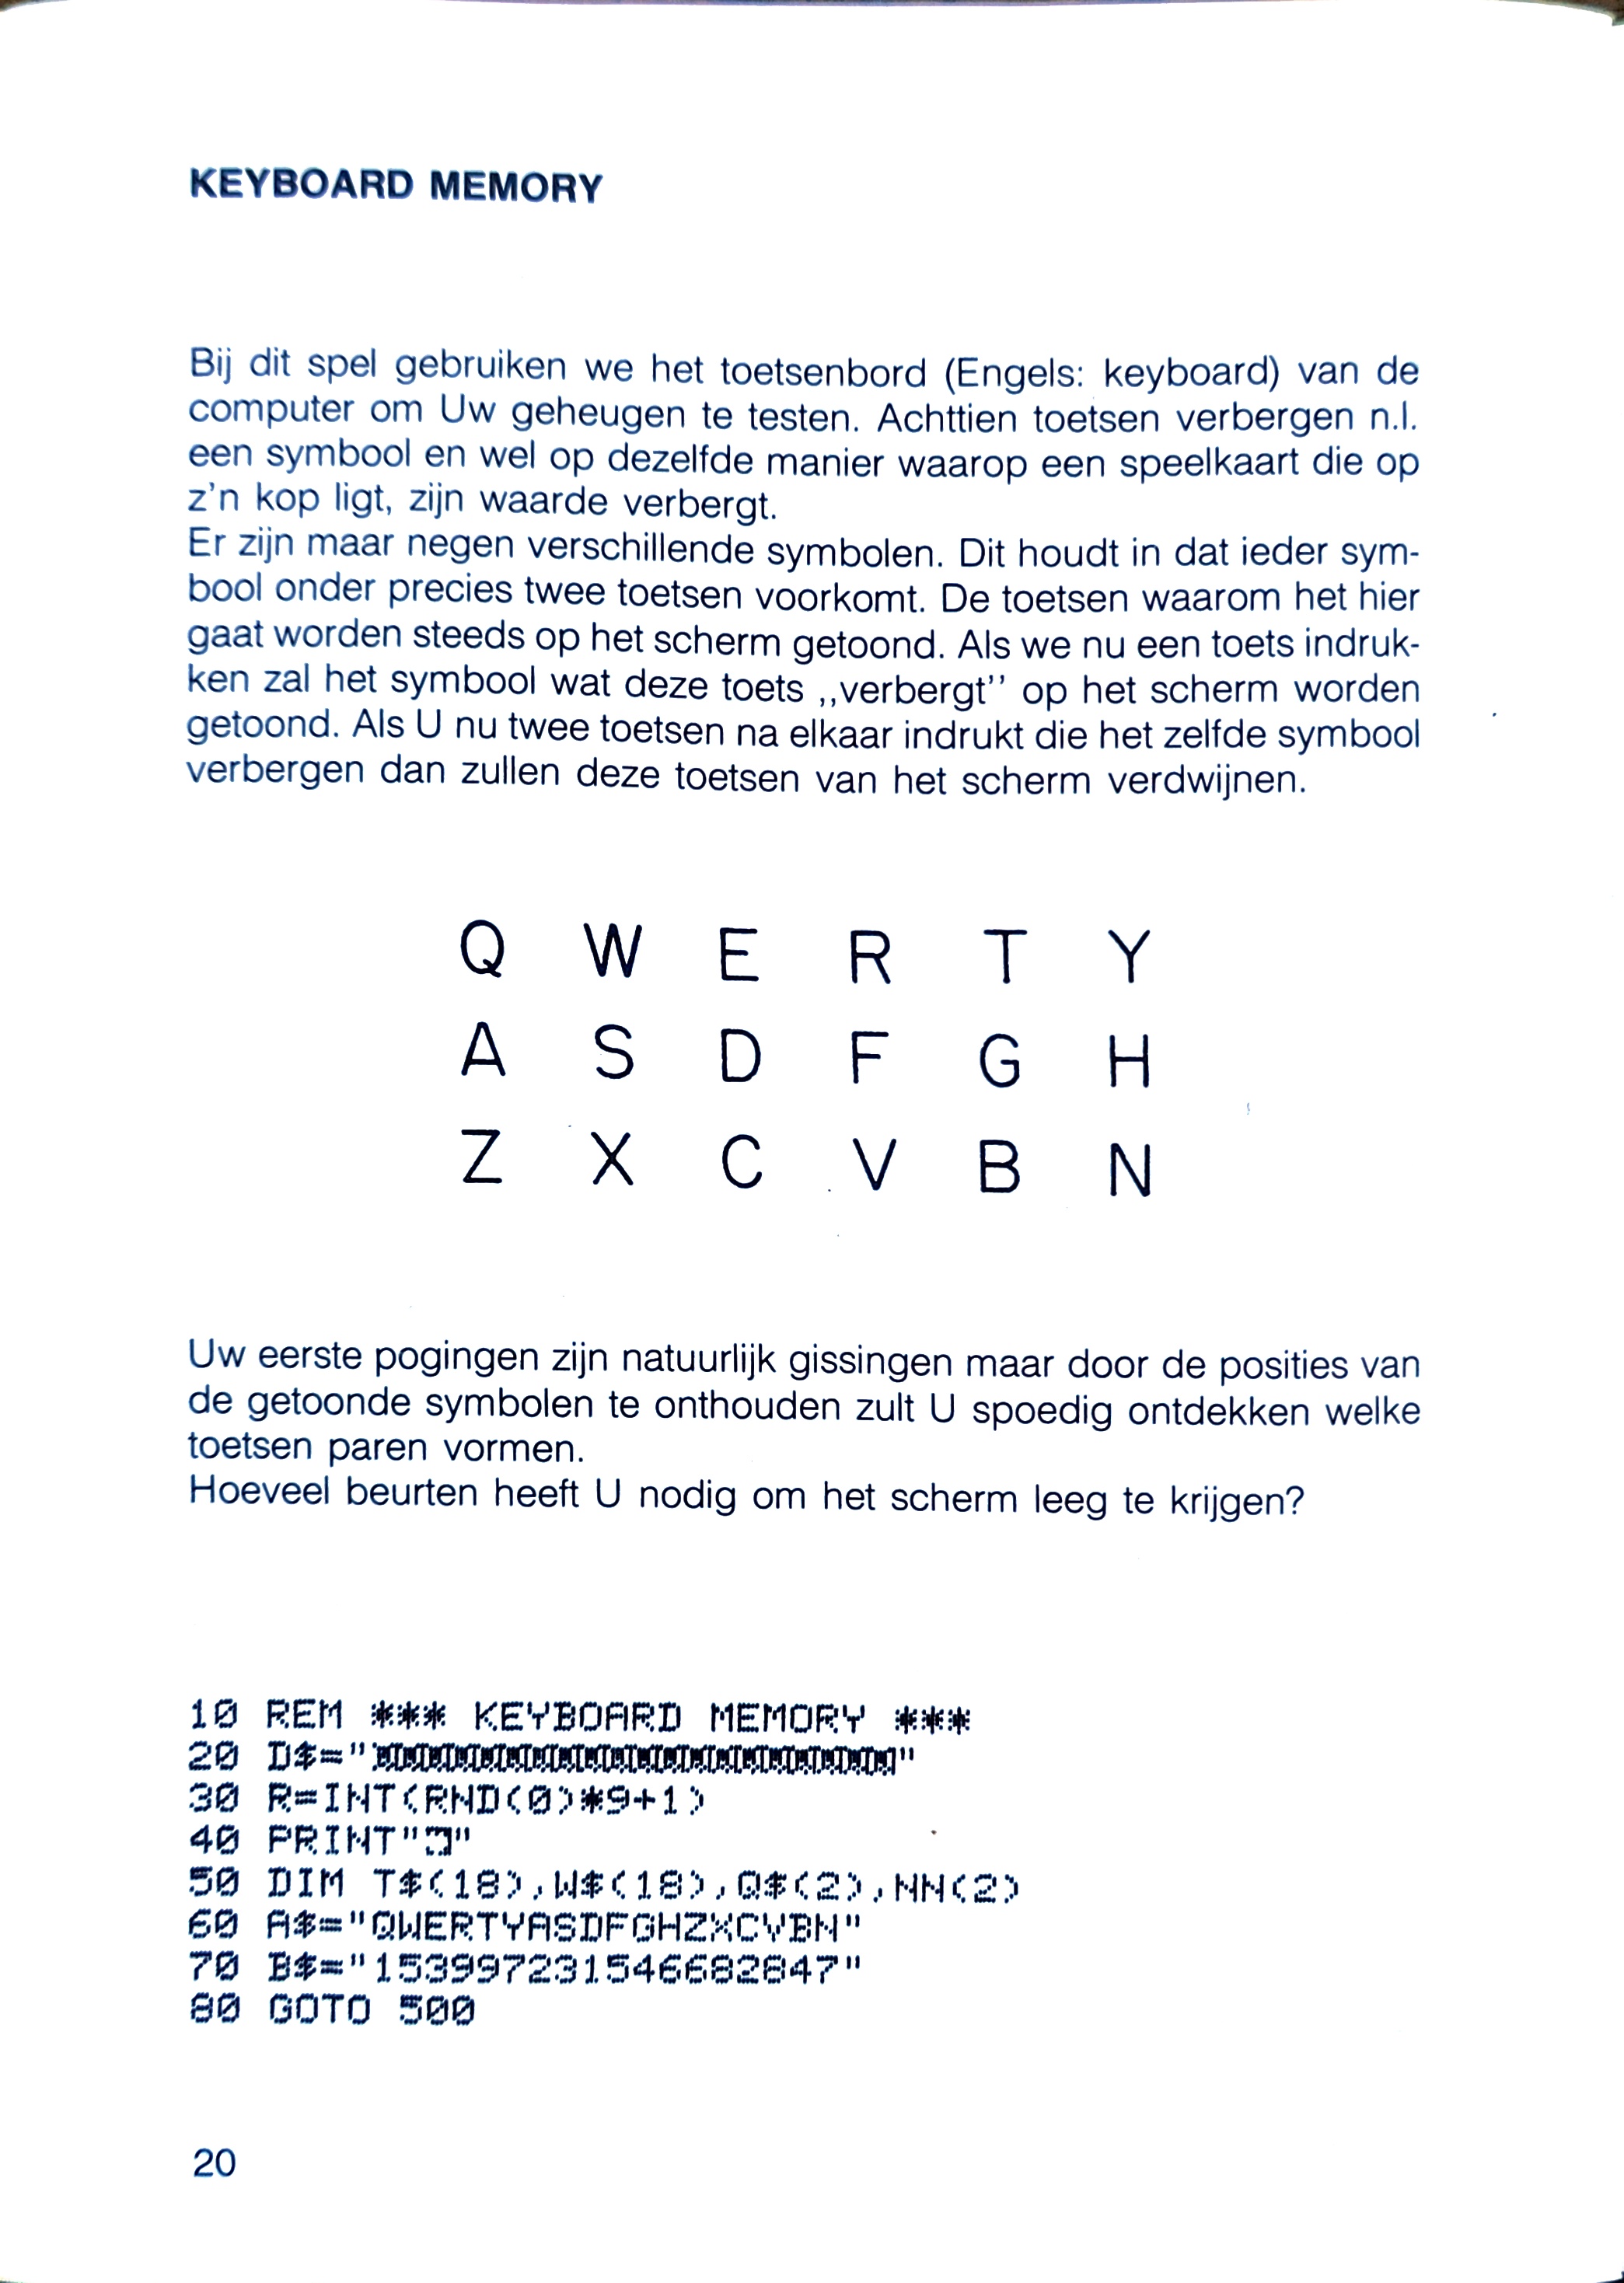 KEYBOARD MEMORY
Bij dit spel gebruiken we het toetsenbord (Engels: keyboard) van de
computer om Uw geheugen te testen. Achttien toetsen verbergen n.l.
een symbool en wel op dezelfde manier waarop een speelkaart die op
z'n kop ligt, zijn waarde verbergt.
Er zijn maar negen verschillende symbolen. Dit houdt in dat ieder sym-
bool onder precies twee toetsen voorkomt. De toetsen waarom het hier
gaat worden steeds op het scherm getoond. Als we nu een toets indruk-
ken zal het symbool wat deze toets ,,verbergt'' op het scherm worden
getoond. Als U nu twee toetsen na elkaar indrukt die het zelfde symbool
verbergen dan zullen deze toetsen van het scherm verdwijnen.
Q W E R T Y
A S D F G H
Z X C V B N
Uw eerste pogingen zijn natuurlijk gissingen maar door de posities van
de getoonde symbolen te onthouden zult U spoedig ontdekken welke
toetsen paren vormen.
Hoeveel beurten heeft U nodig om het scherm leeg te krijgen?
10 REM *** KEYBOARD MEMORY ***
20 D$=""
30 R=INT(RND(0)*9+1)
40 PRINT""
50 DIM T$(18),W$(18),Q$(2),NN(2)
60 A$="QWERTYASDFGHZXCVBN"
70 B$="153997231546682847"
80 GOTO 500
20